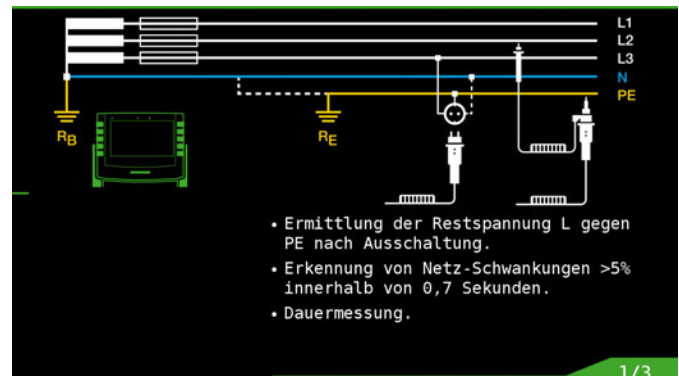 L1
L2
L3
N
PE
RB
RE
• Ermittlung der Restspannung L gegen
PE nach Ausschaltung.
• Erkennung von Netz-Schwankungen >5%
innerhalb von 0,7 Sekunden.
• Dauermessung.
1/3